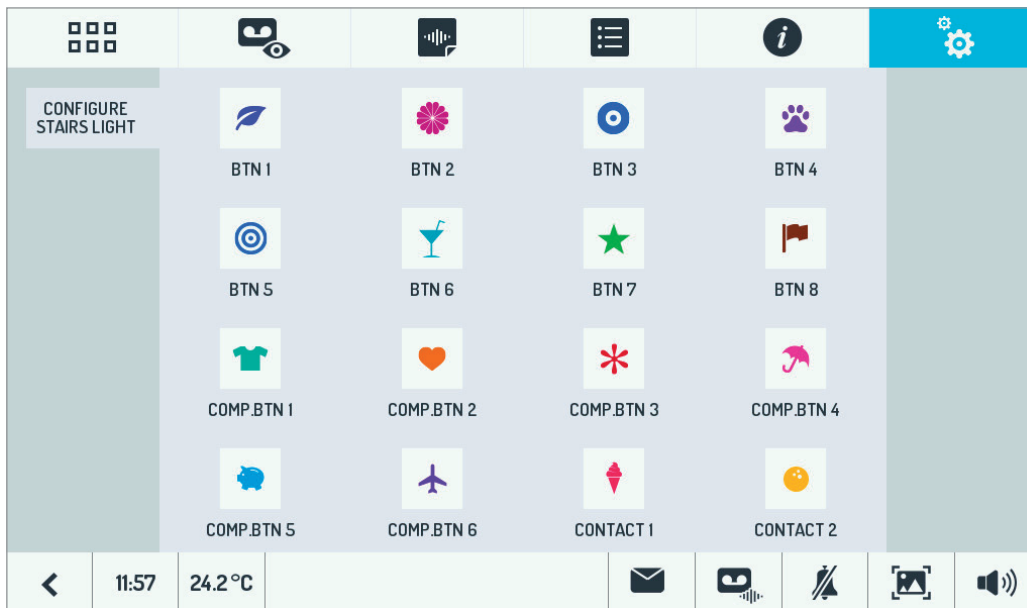 CONFIGURE
STAIRS LIGHT
BTN 1
BTN 2
BTN 3
BTN 4
BTN 5
BTN 6
BTN 7
BTN 8
COMP.BTN 1
COMP.BTN 2
COMP.BTN 3
COMP.BTN 4
COMP.BTN 5
COMP.BTN 6
CONTACT 1
CONTACT 2
11:57
24.2°C